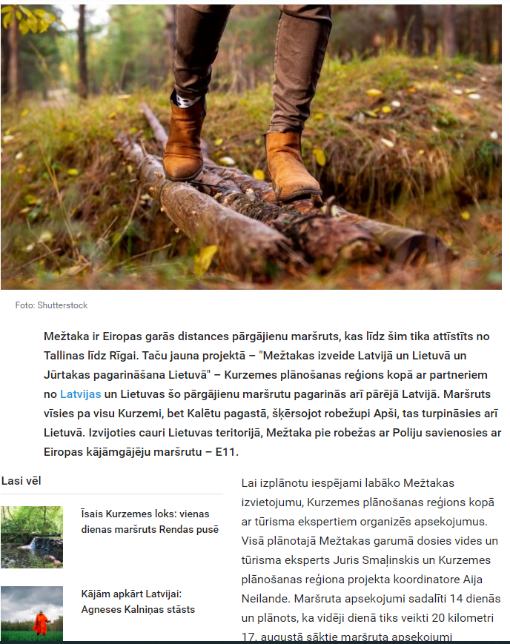 Foto: Shutterstock
Mežtaka ir Eiropas garās distances pārgājienu maršruts, kas līdz šim tika attīstīts no
Tallinas līdz Rīgai. Taču jauna projektā – "Mežtakas izveide Latvijā un Lietuvā un
Jūrtakas pagarināšana Lietuvā" – Kurzemes plānošanas reģions kopā ar partneriem
no Latvijas un Lietuvas šo pārgājienu maršrutu pagarinās arī pārējā Latvijā. Maršruts
vīsies pa visu Kurzemi, bet Kalētu pagastā, šķērsojot robežupi Apši, tas turpināsies arī
Lietuvā. Izvijoties cauri Lietuvas teritorijā, Mežtaka pie robežas ar Poliju savienosies ar
Eiropas kājāmgājēju maršrutu – E11.
Lasi vēl
Īsais Kurzemes loks: vienas
dienas maršruts Rendas pusē
Kājām apkārt Latvijai:
Agneses Kalniņas stāsts
Lai izplānotu iespējami labāko Mežtakas
izvietojumu, Kurzemes plānošanas reģions kopā
ar tūrisma ekspertiem organizēs apsekojumus.
Visā plānotajā Mežtakas garumā dosies vides un
tūrisma eksperts Juris Smaļinskis un Kurzemes
plānošanas reģiona projekta koordinatore Aija
Neilande. Maršruta apsekojumi sadalīti 14 dienās
un plānots, ka vidēji dienā tiks veikti 20 kilometri
17. augustā sāktie maršruta apsekojumi